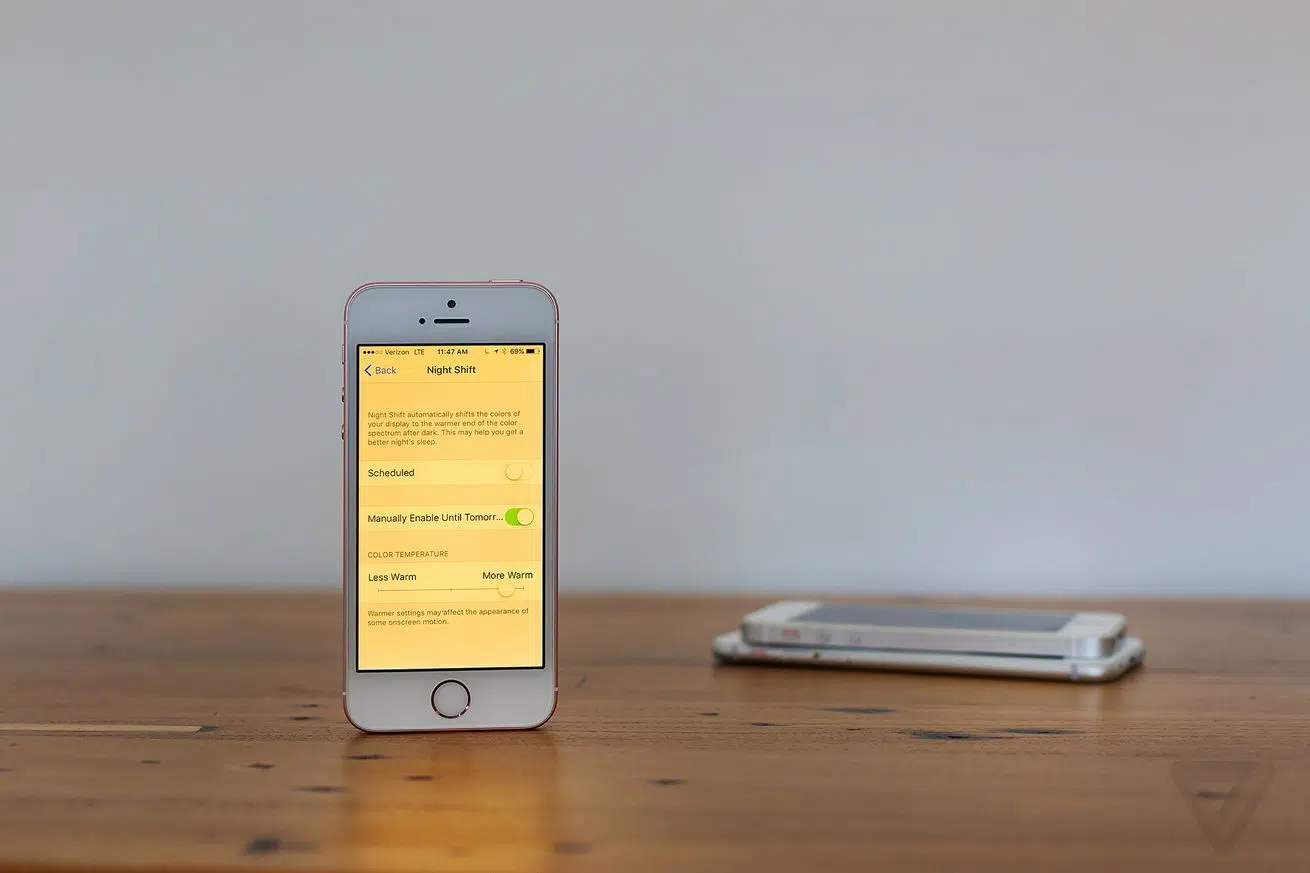 Verizon LTE 11:47 AM 69%
Back Night Shift
Night Shift automatically shifts the colors of
your display to the warmer end of the color
spectrum after dark. This may help you get a
better night's sleep.
Scheduled
Manually Enable Until Tomorr...
COLOR TEMPERATURE
Less Warm More Warm
Warmer settings may affect the appearance of
some onscreen motion.